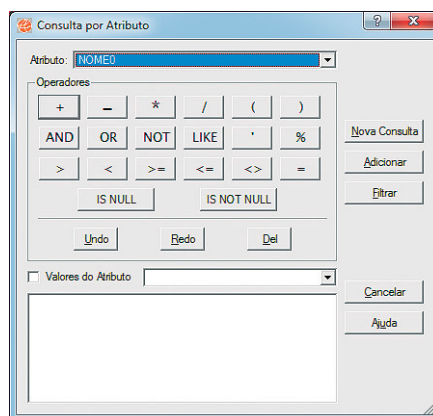 Consulta por Atributo
Atributo: NOME0
Operadores
+ − * / ( )
AND OR NOT LIKE ' %
> < >= <= <> =
IS NULL IS NOT NULL
Undo Redo Del
Nova Consulta
Adicionar
Filtrar
Valores do Atributo
Cancelar
Ajuda